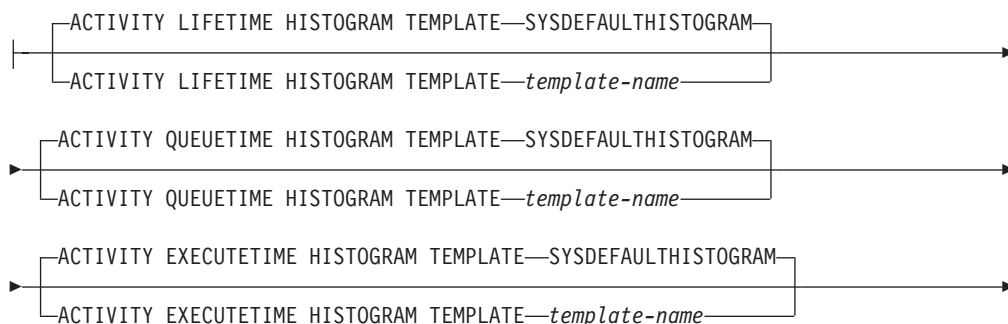 ACTIVITY LIFETIME HISTOGRAM TEMPLATE SYSDEFAULTHISTOGRAM
ACTIVITY LIFETIME HISTOGRAM TEMPLATE template-name
ACTIVITY QUEUETIME HISTOGRAM TEMPLATE SYSDEFAULTHISTOGRAM
ACTIVITY QUEUETIME HISTOGRAM TEMPLATE template-name
ACTIVITY EXECUTETIME HISTOGRAM TEMPLATE SYSDEFAULTHISTOGRAM
ACTIVITY EXECUTETIME HISTOGRAM TEMPLATE template-name